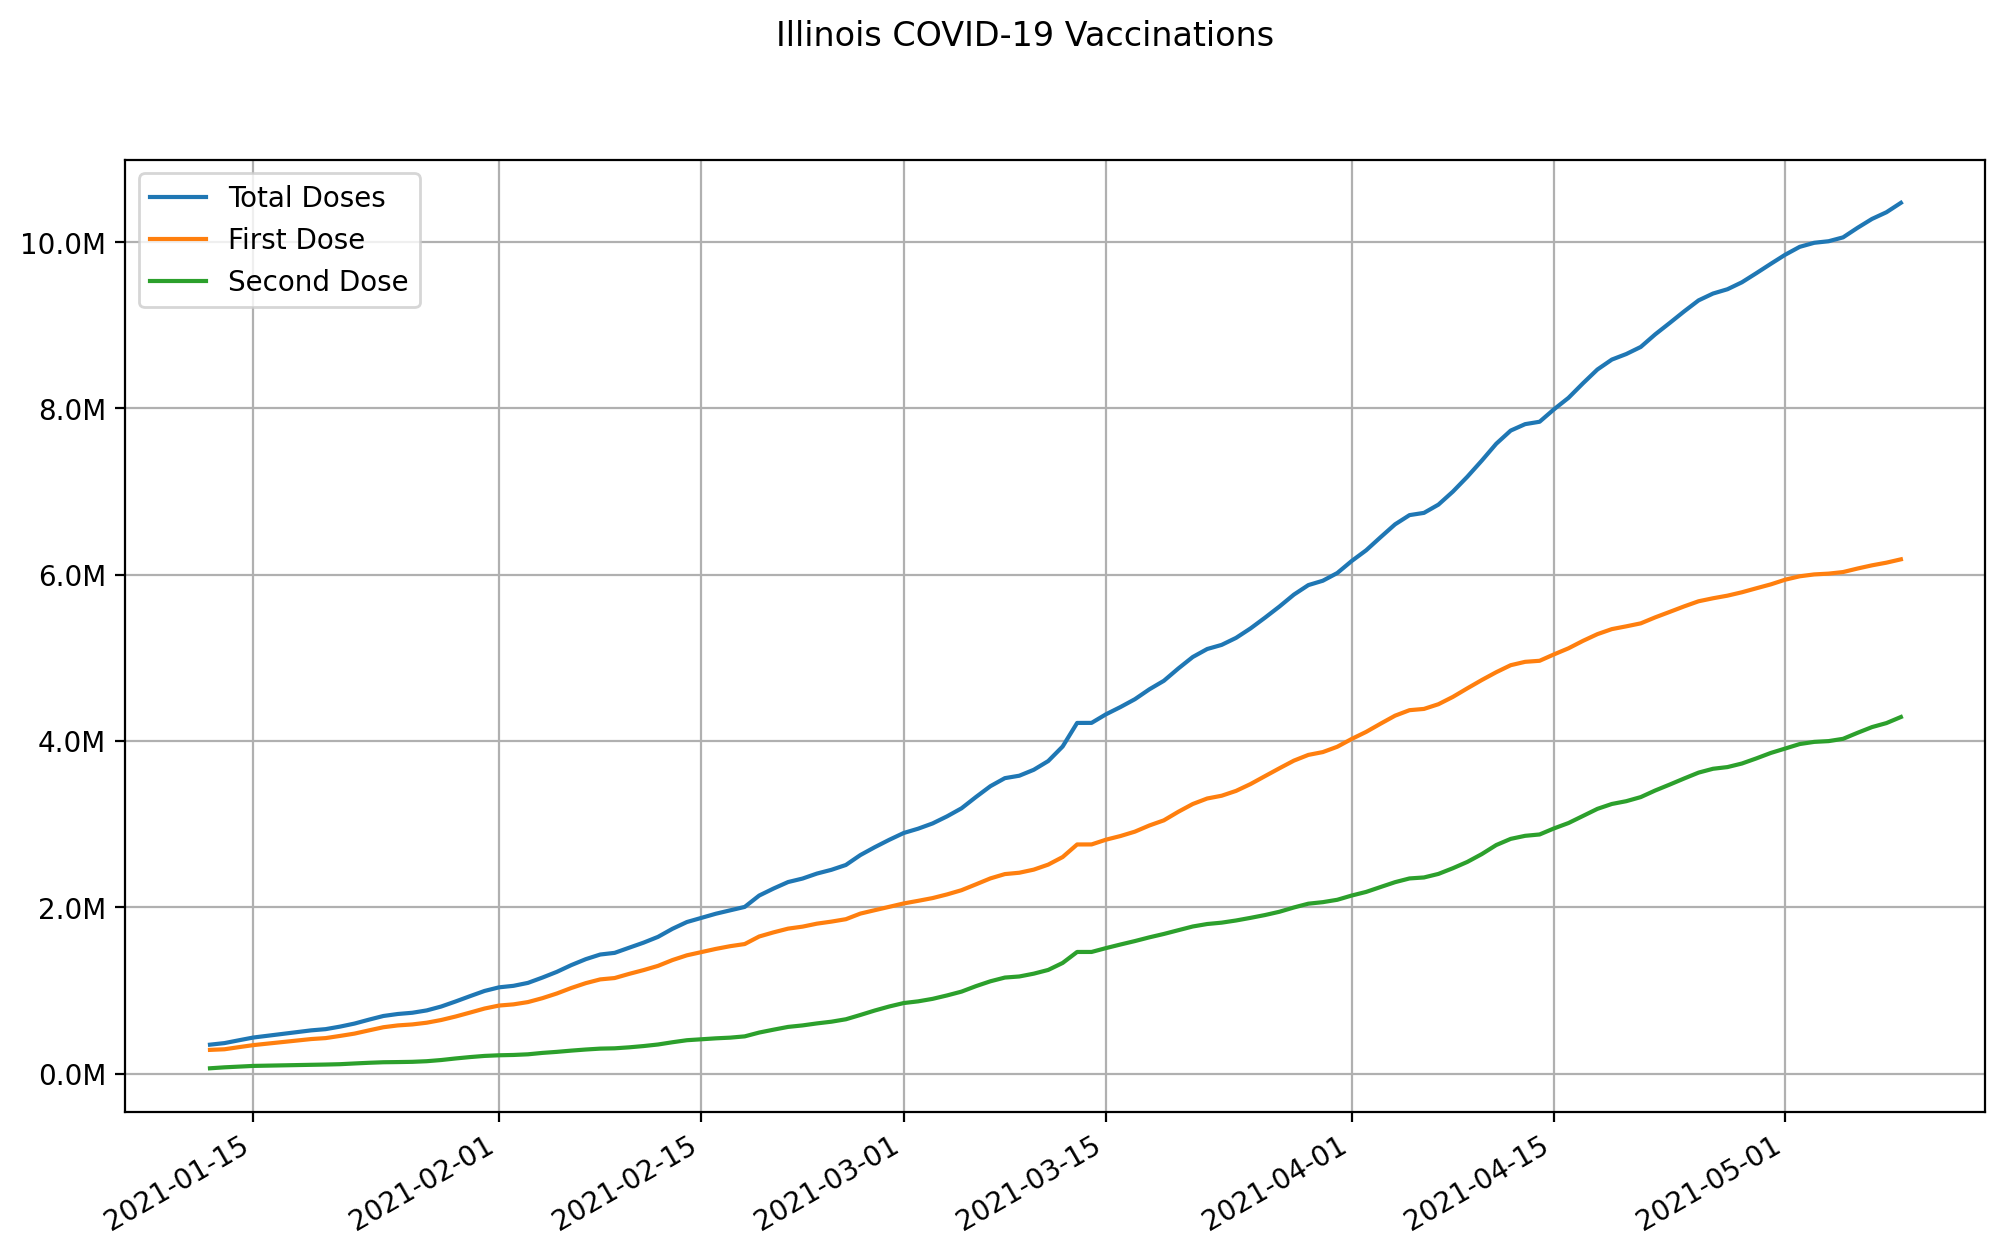 Illinois COVID-19 Vaccinations
Total Doses
First Dose
Second Dose
10.0M
8.0M
6.0M
4.0M
2.0M
0.0M
2021-01-15
2021-02-01
2021-02-15
2021-03-01
2021-03-15
2021-04-01
2021-04-15
2021-05-01